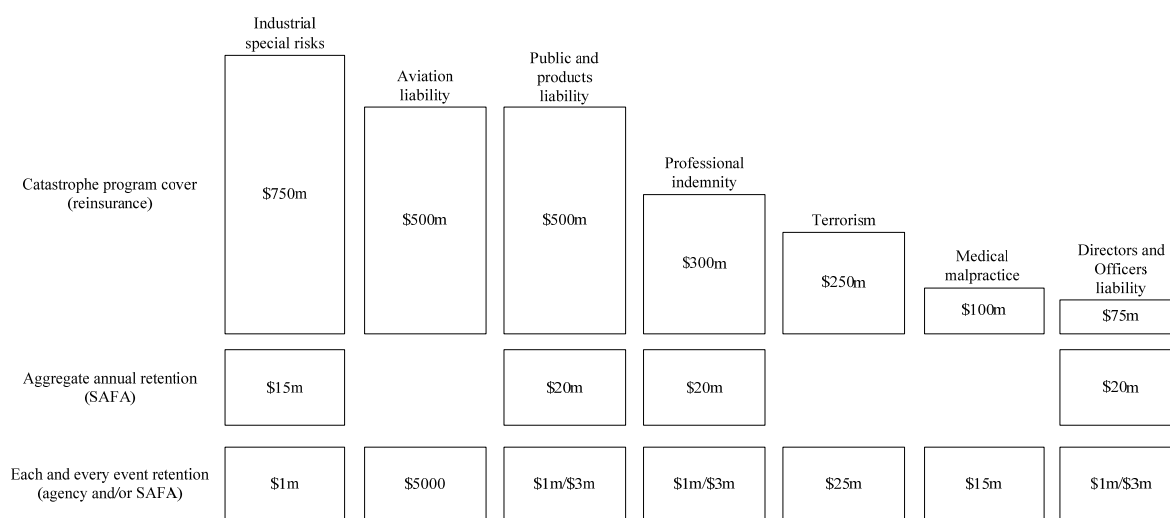 Industrial
special risks
Aviation
liability
Public and
products
liability
Professional
indemnity
Terrorism
Medical
malpractice
Directors and
Officers
liability
Catastrophe program cover
(reinsurance)
$750m
$500m
$500m
$300m
$250m
$100m
$75m
Aggregate annual retention
(SAFA)
$15m
$20m
$20m
$20m
Each and every event retention
(agency and/or SAFA)
$1m
$5000
$1m/$3m
$1m/$3m
$25m
$15m
$1m/$3m